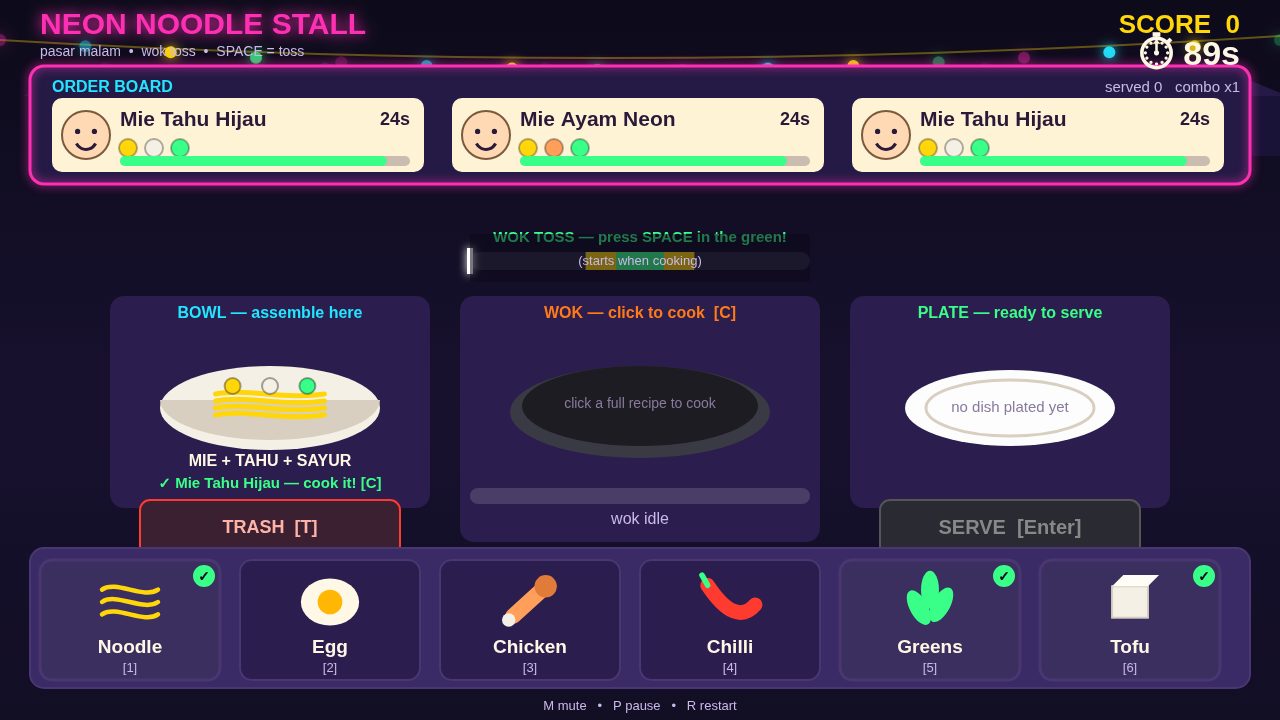 NEON NOODLE STALL
pasar malam • wok toss • SPACE = toss
SCORE 0
89s
ORDER BOARD
served 0 combo x1
Mie Tahu Hijau 24s
Mie Ayam Neon 24s
Mie Tahu Hijau 24s
WOK TOSS — press SPACE in the green!
(starts when cooking)
BOWL — assemble here
MIE + TAHU + SAYUR
✓ Mie Tahu Hijau — cook it! [C]
TRASH [T]
WOK — click to cook [C]
click a full recipe to cook
wok idle
PLATE — ready to serve
no dish plated yet
SERVE [Enter]
Noodle
[1]
Egg
[2]
Chicken
[3]
Chilli
[4]
Greens
[5]
Tofu
[6]
M mute • P pause • R restart